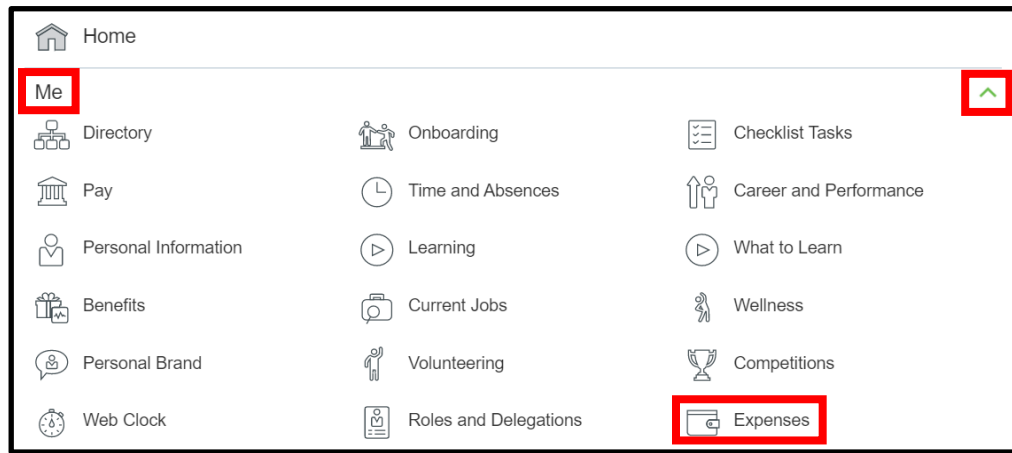 Home
Me
Directory
Onboarding
Checklist Tasks
Pay
Time and Absences
Career and Performance
Personal Information
Learning
What to Learn
Benefits
Current Jobs
Wellness
Personal Brand
Volunteering
Competitions
Web Clock
Roles and Delegations
Expenses